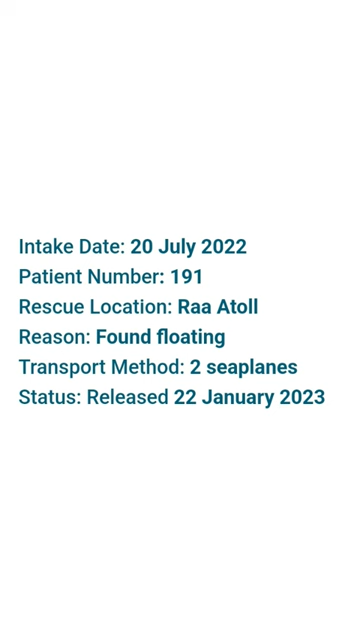 Intake Date: 20 July 2022
Patient Number: 191
Rescue Location: Raa Atoll
Reason: Found floating
Transport Method: 2 seaplanes
Status: Released 22 January 2023